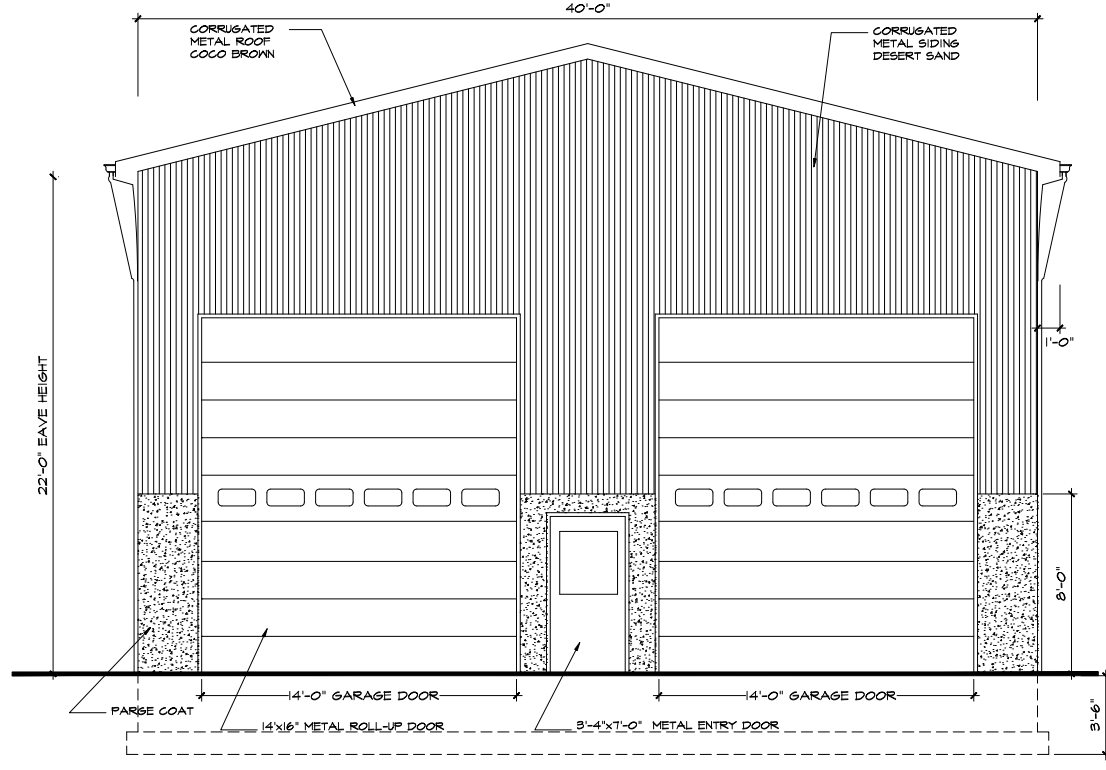 40'-0"
CORRUGATED
METAL ROOF
COCO BROWN
CORRUGATED
METAL SIDING
DESERT SAND
22'-0" EAVE HEIGHT
1'-0"
8'-0"
14'-0" GARAGE DOOR
14'-0" GARAGE DOOR
PARGE COAT
14'x16" METAL ROLL-UP DOOR
3'-4"x7'-0" METAL ENTRY DOOR
3'-6"